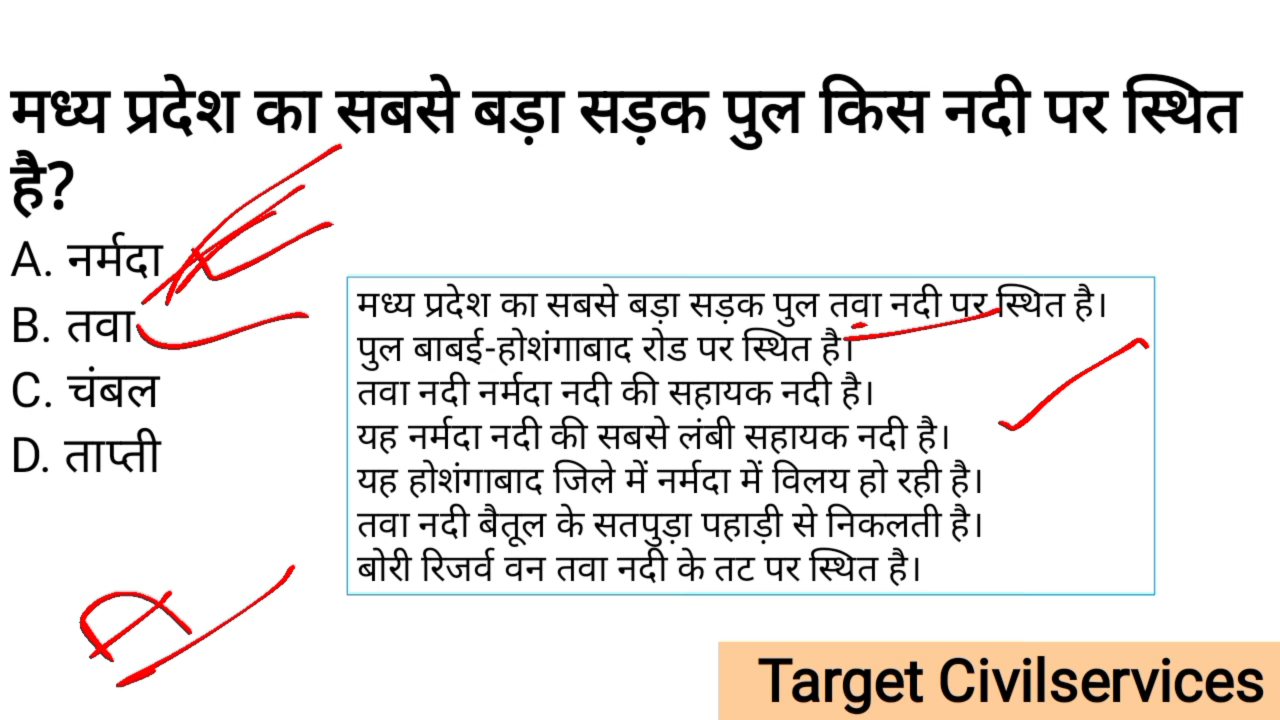 मध्य प्रदेश का सबसे बड़ा सड़क पुल किस नदी पर स्थित
है?
A. नर्मदा
B. तवा
C. चंबल
D. ताप्ती
मध्य प्रदेश का सबसे बड़ा सड़क पुल तवा नदी पर स्थित है।
पुल बाबई-होशंगाबाद रोड पर स्थित है।
तवा नदी नर्मदा नदी की सहायक नदी है।
यह नर्मदा नदी की सबसे लंबी सहायक नदी है।
यह होशंगाबाद जिले में नर्मदा में विलय हो रही है।
तवा नदी बैतूल के सतपुड़ा पहाड़ी से निकलती है।
बोरी रिजर्व वन तवा नदी के तट पर स्थित है।
Target Civilservices